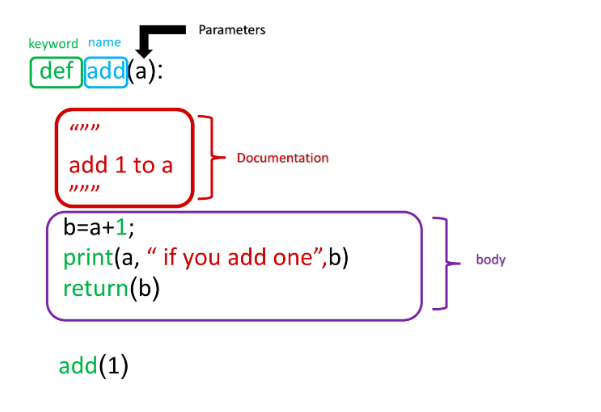 Parameters
keyword name
def add(a):
“””
add 1 to a
”””
Documentation
b=a+1;
print(a, “ if you add one”,b)
return(b)
body
add(1)